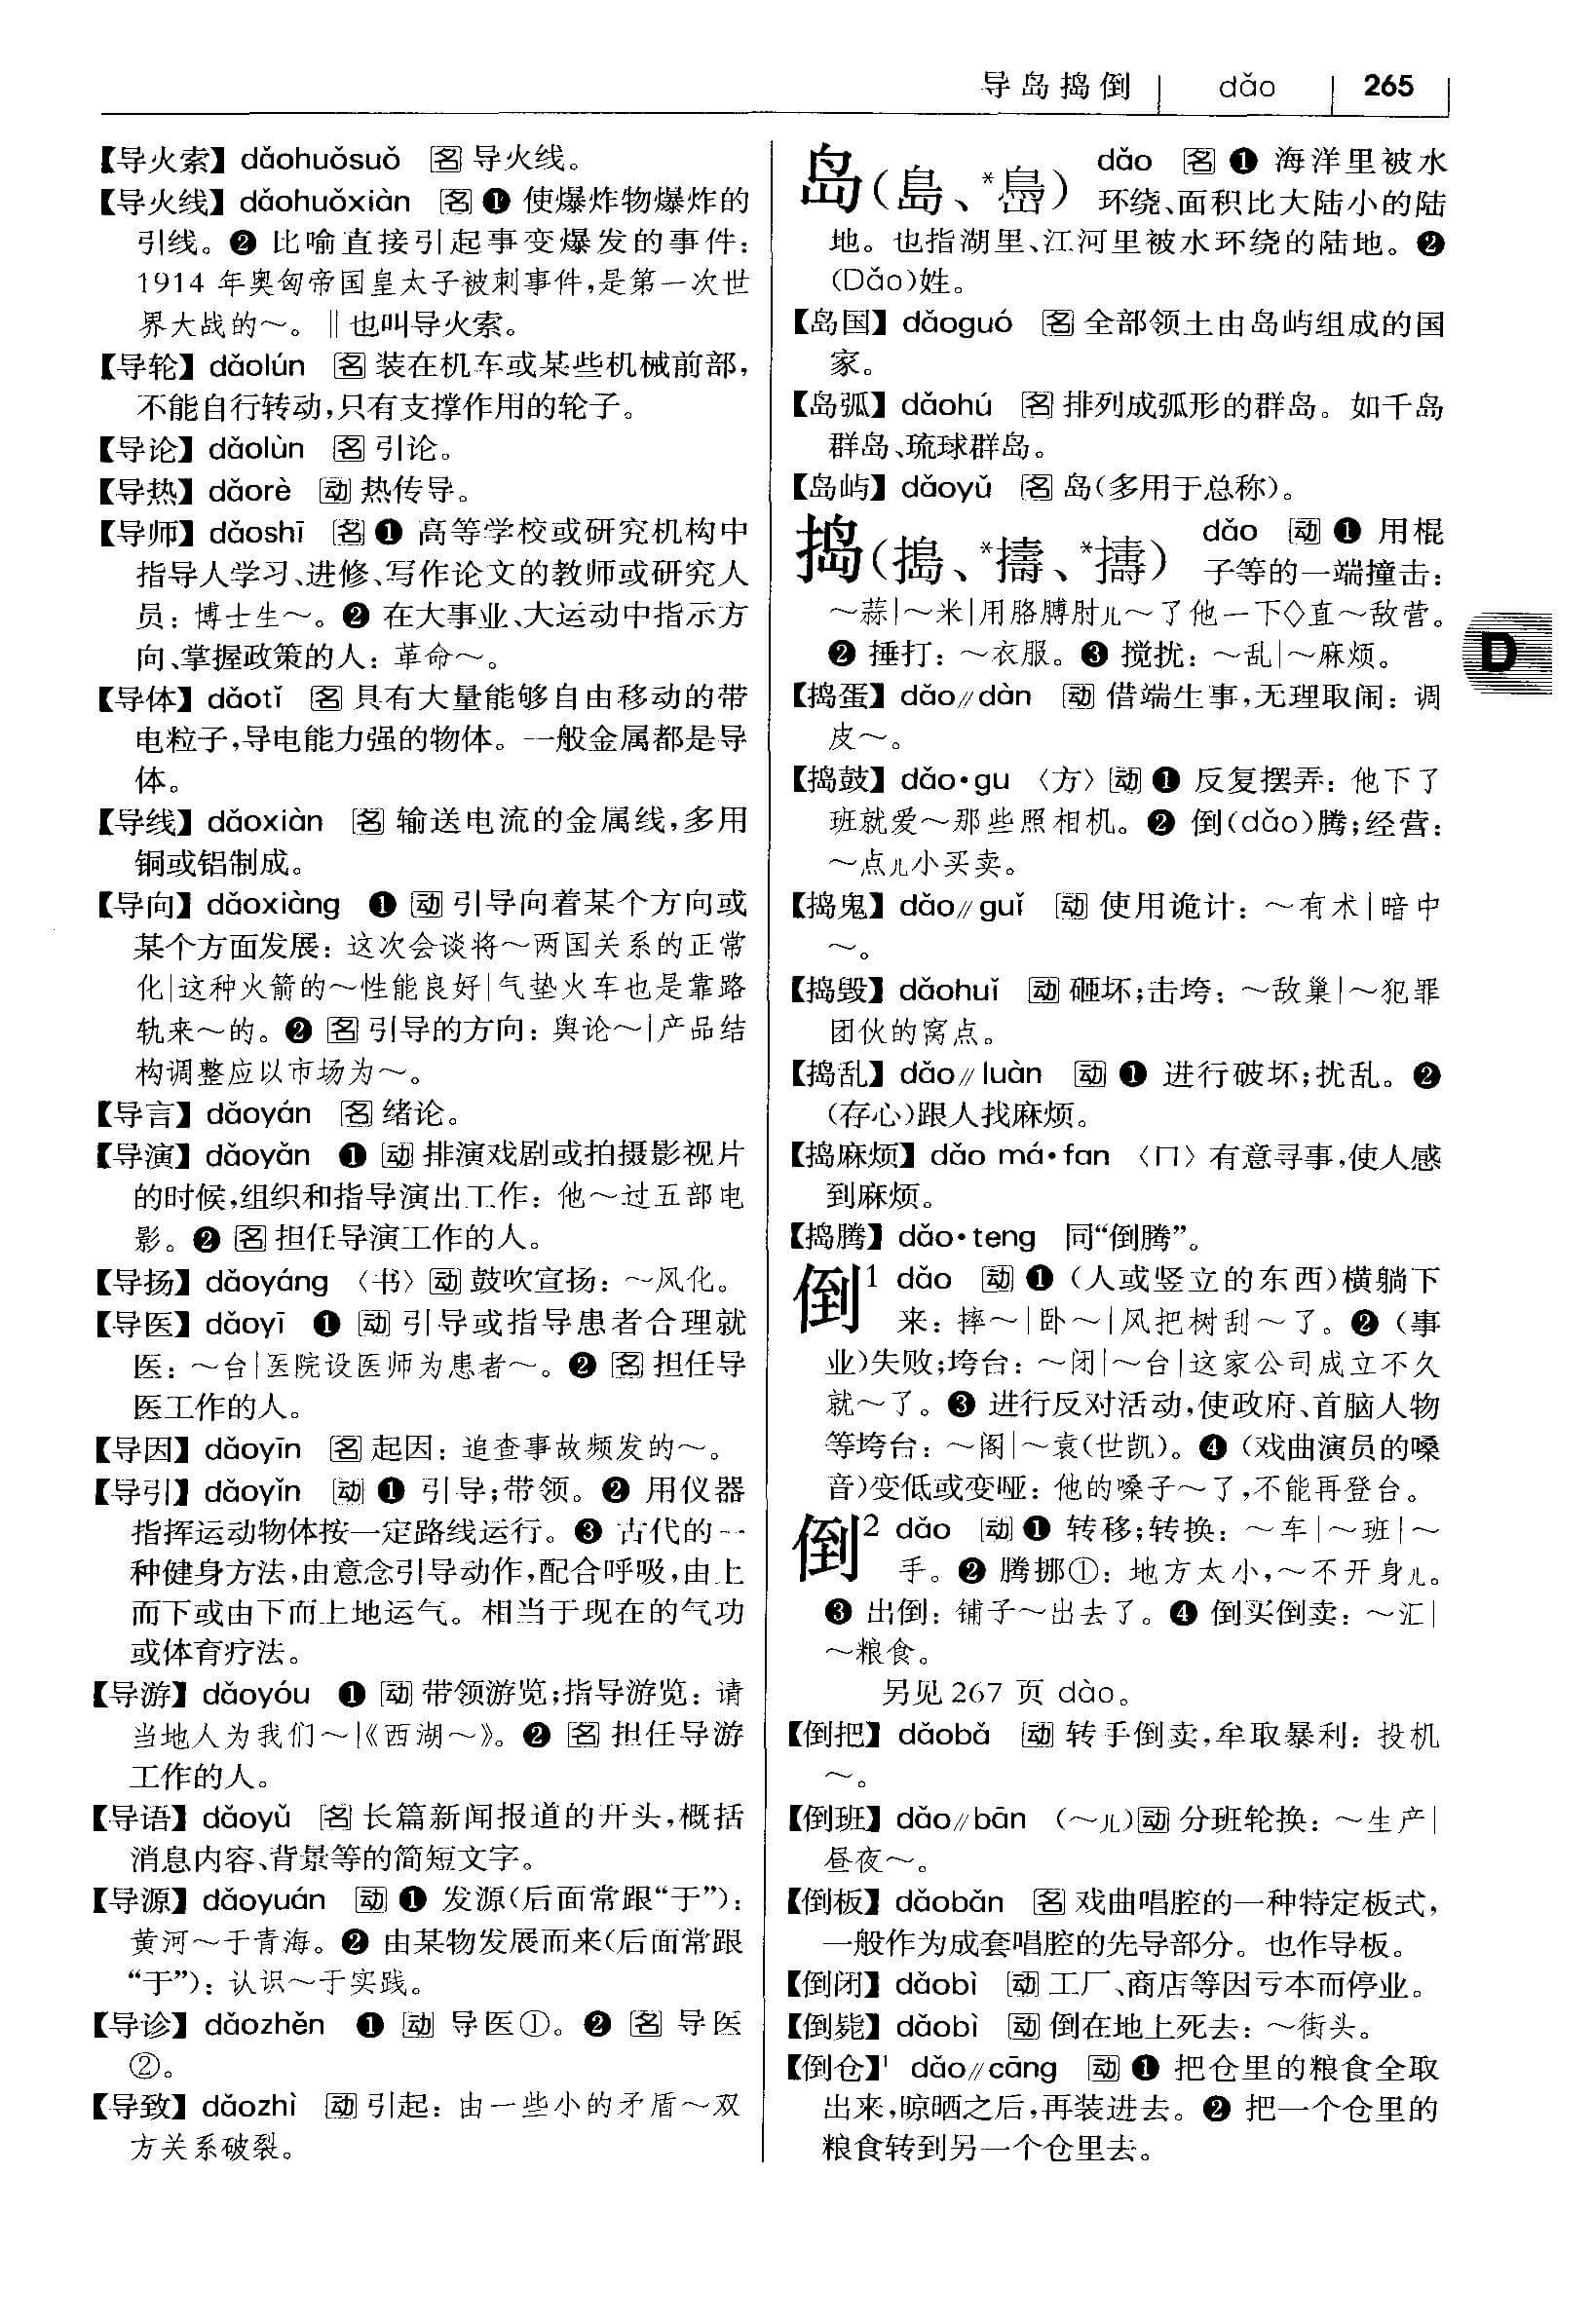 导岛捣倒 dǎo 265
【导火索】dǎohuǒsuǒ 名 导火线。
【导火线】dǎohuǒxiàn 名 ❶ 使爆炸物爆炸的
引线。❷ 比喻直接引起事变爆发的事件：
1914 年奥匈帝国皇太子被刺事件，是第一次世
界大战的～。‖也叫导火索。
【导轮】dǎolún 名 装在机车或某些机械前部，
不能自行转动，只有支撑作用的轮子。
【导论】dǎolùn 名 引论。
【导热】dǎorè 动 热传导。
【导师】dǎoshī 名 ❶ 高等学校或研究机构中
指导人学习、进修、写作论文的教师或研究人
员：博士生～。❷ 在大事业、大运动中指示方
向、掌握政策的人：革命～。
【导体】dǎotǐ 名 具有大量能够自由移动的带
电粒子，导电能力强的物体。一般金属都是导
体。
【导线】dǎoxiàn 名 输送电流的金属线，多用
铜或铝制成。
【导向】dǎoxiàng ❶ 动 引导向着某个方向或
某个方面发展：这次会谈将～两国关系的正常
化|这种火箭的～性能良好|气垫火车也是靠路
轨来～的。❷ 名 引导的方向：舆论～|产品结
构调整应以市场为～。
【导言】dǎoyán 名 绪论。
【导演】dǎoyǎn ❶ 动 排演戏剧或拍摄影视片
的时候，组织和指导演出工作：他～过五部电
影。❷ 名 担任导演工作的人。
【导扬】dǎoyáng 〈书〉动 鼓吹宣扬：～风化。
【导医】dǎoyī ❶ 动 引导或指导患者合理就
医：～台|医院设医师为患者～。❷ 名 担任导
医工作的人。
【导因】dǎoyīn 名 起因：追查事故频发的～。
【导引】dǎoyǐn 动 ❶ 引导；带领。❷ 用仪器
指挥运动物体按一定路线运行。❸ 古代的一
种健身方法，由意念引导动作，配合呼吸，由上
而下或由下而上地运气。相当于现在的气功
或体育疗法。
【导游】dǎoyóu ❶ 动 带领游览；指导游览：请
当地人为我们～|《西湖～》。❷ 名 担任导游
工作的人。
【导语】dǎoyǔ 名 长篇新闻报道的开头，概括
消息内容、背景等的简短文字。
【导源】dǎoyuán 动 ❶ 发源（后面常跟“于”）：
黄河～于青海。❷ 由某物发展而来（后面常跟
“于”）：认识～于实践。
【导诊】dǎozhěn ❶ 动 导医①。❷ 名 导医
②。
【导致】dǎozhì 动 引起：由一些小的矛盾～双
方关系破裂。
岛（島、*㠀） dǎo 名 ❶ 海洋里被水
环绕、面积比大陆小的陆
地。也指湖里、江河里被水环绕的陆地。❷
（Dǎo）姓。
【岛国】dǎoguó 名 全部领土由岛屿组成的国
家。
【岛弧】dǎohú 名 排列成弧形的群岛。如千岛
群岛、琉球群岛。
【岛屿】dǎoyǔ 名 岛（多用于总称）。
捣（搗、*擣、*㨶） dǎo 动 ❶ 用棍
子等的一端撞击：
～蒜|～米|用胳膊肘儿～了他一下◇直～敌营。
❷ 捶打：～衣服。❸ 搅扰：～乱|～麻烦。
【捣蛋】dǎo∥dàn 动 借端生事，无理取闹：调
皮～。
【捣鼓】dǎo•gu 〈方〉动 ❶ 反复摆弄：他下了
班就爱～那些照相机。❷ 倒（dǎo）腾；经营：
～点儿小买卖。
【捣鬼】dǎo∥guǐ 动 使用诡计：～有术|暗中
～。
【捣毁】dǎohuǐ 动 砸坏；击垮：～敌巢|～犯罪
团伙的窝点。
【捣乱】dǎo∥luàn 动 ❶ 进行破坏；扰乱。❷
（存心）跟人找麻烦。
【捣麻烦】dǎo má•fan 〈口〉有意寻事，使人感
到麻烦。
【捣腾】dǎo•teng 同“倒腾”。
倒¹ dǎo 动 ❶ （人或竖立的东西）横躺下
来：摔～|卧～|风把树刮～了。❷ （事
业）失败；垮台：～闭|～台|这家公司成立不久
就～了。❸ 进行反对活动，使政府、首脑人物
等垮台：～阁|～袁（世凯）。❹ （戏曲演员的嗓
音）变低或变哑：他的嗓子～了，不能再登台。
倒² dǎo 动 ❶ 转移；转换：～车|～班|～
手。❷ 腾挪①：地方太小，～不开身儿。
❸ 出倒：铺子～出去了。❹ 倒买倒卖：～汇|
～粮食。
另见 267 页 dào。
【倒把】dǎobǎ 动 转手倒卖，牟取暴利：投机
～。
【倒班】dǎo∥bān （～儿）动 分班轮换：～生产|
昼夜～。
【倒板】dǎobǎn 名 戏曲唱腔的一种特定板式，
一般作为成套唱腔的先导部分。也作导板。
【倒闭】dǎobì 动 工厂、商店等因亏本而停业。
【倒毙】dǎobì 动 倒在地上死去：～街头。
【倒仓】¹ dǎo∥cāng 动 ❶ 把仓里的粮食全取
出来，晾晒之后，再装进去。❷ 把一个仓里的
粮食转到另一个仓里去。
D